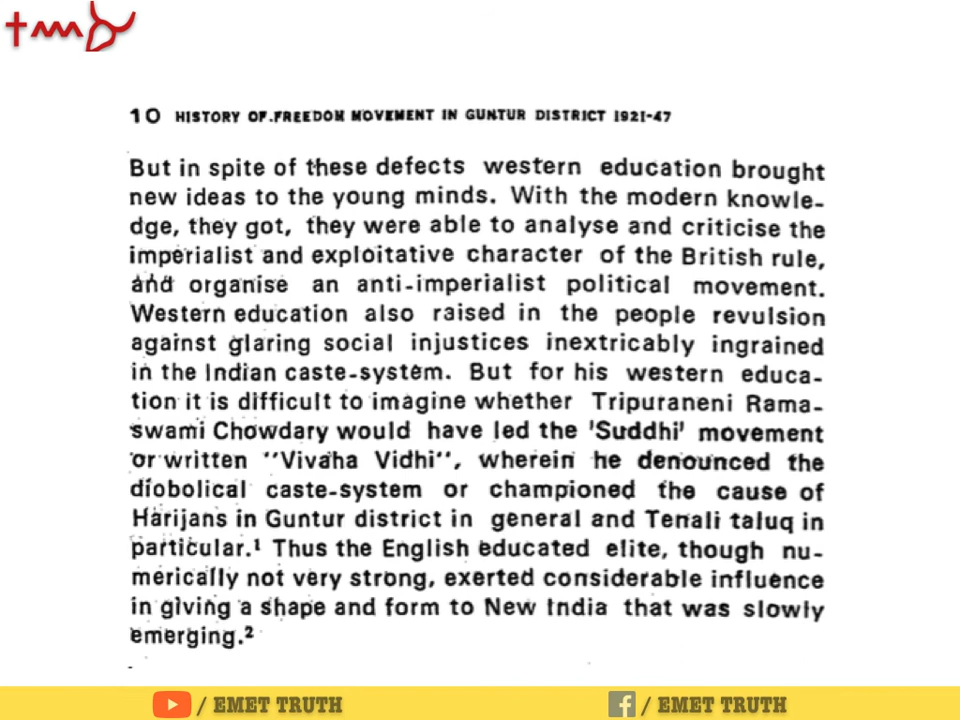 10 HISTORY OF.FREEDOM MOVEMENT IN GUNTUR DISTRICT 1921-47
But in spite of these defects western education brought
new ideas to the young minds. With the modern knowle-
dge, they got, they were able to analyse and criticise the
imperialist and exploitative character of the British rule,
and organise an anti-imperialist political movement.
Western education also raised in the people revulsion
against glaring social injustices inextricably ingrained
in the Indian caste-system. But for his western educa-
tion it is difficult to imagine whether Tripuraneni Rama-
swami Chowdary would have led the 'Suddhi' movement
or written ''Vivaha Vidhi'', wherein he denounced the
diobolical caste-system or championed the cause of
Harijans in Guntur district in general and Tenali taluq in
particular.¹ Thus the English educated elite, though nu-
merically not very strong, exerted considerable influence
in giving a shape and form to New India that was slowly
emerging.²
/ EMET TRUTH
/ EMET TRUTH